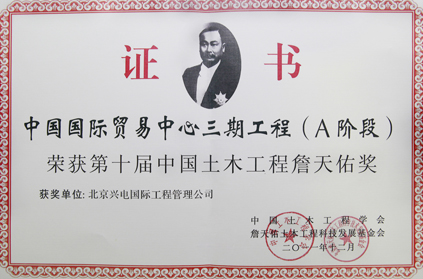 证 书
中国国际贸易中心三期工程（A阶段）
荣获第十届中国土木工程詹天佑奖
获奖单位:北京兴电国际工程管理公司
中国土木工程学会
詹天佑土木工程科技发展基金会
二〇一一年十二月